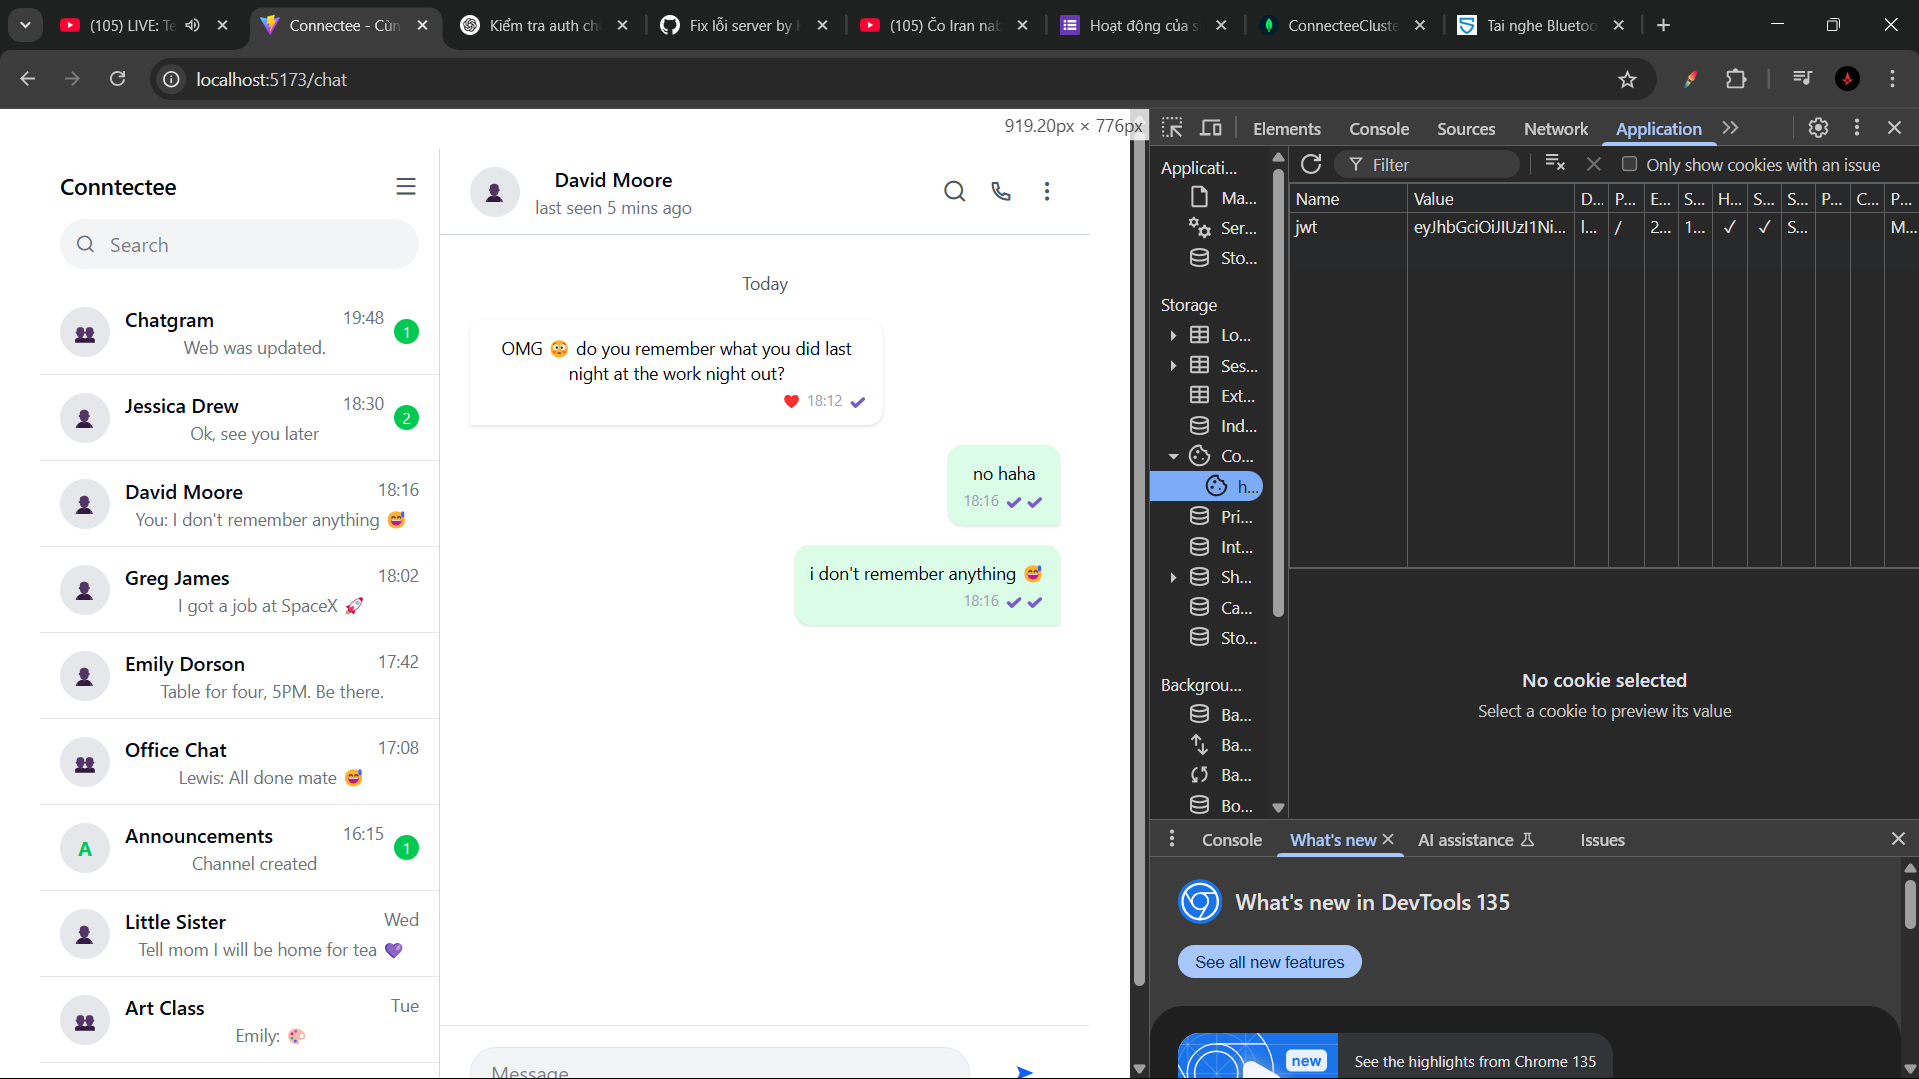 (105) LIVE: Te
Connectee - Cùn
Kiểm tra auth ch
Fix lỗi server by
(105) Čo Iran nab
Hoạt động của s
ConnecteeCluste
Tai nghe Bluetoo
localhost:5173/chat
919.20px × 776px
Conntectee
Search
Chatgram 19:48
Web was updated. 1
Jessica Drew 18:30
Ok, see you later 2
David Moore 18:16
You: I don't remember anything 😅
Greg James 18:02
I got a job at SpaceX 🚀
Emily Dorson 17:42
Table for four, 5PM. Be there.
Office Chat 17:08
Lewis: All done mate 😅
Announcements 16:15
A Channel created 1
Little Sister Wed
Tell mom I will be home for tea 💜
Art Class Tue
Emily: 🎨
David Moore
last seen 5 mins ago
Today
OMG 😳 do you remember what you did last
night at the work night out?
❤️ 18:12 ✔
no haha
18:16 ✔✔
i don't remember anything 😅
18:16 ✔✔
Message
Elements Console Sources Network Application
Applicati...
Ma...
Ser...
Sto...
Storage
Lo...
Ses...
Ext...
Ind...
Co...
h...
Pri...
Int...
Sh...
Ca...
Sto...
Backgrou...
Ba...
Ba...
Ba...
Bo...
Filter Only show cookies with an issue
Name Value D... P... E... S... H... S... S... P... C... P...
jwt eyJhbGciOiJIUzI1Ni... l... / 2... 1... ✓ ✓ S... M...
No cookie selected
Select a cookie to preview its value
Console What's new AI assistance Issues
What's new in DevTools 135
See all new features
new
See the highlights from Chrome 135